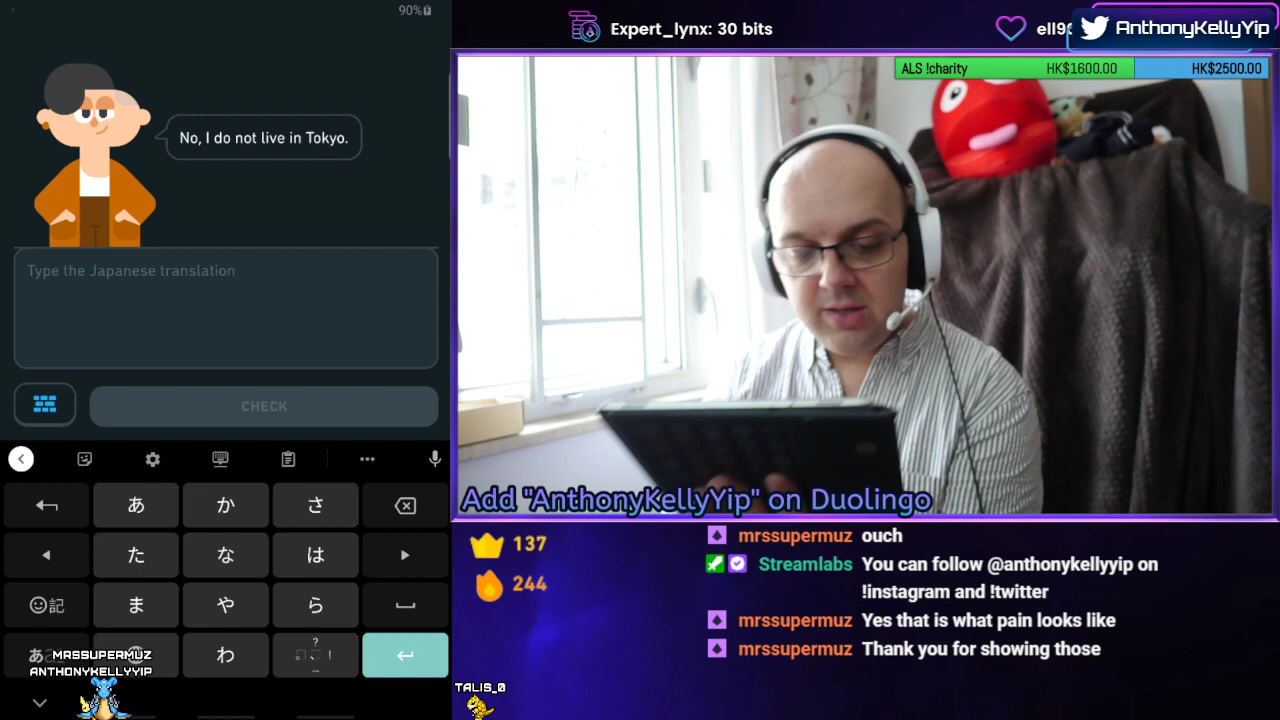 90%
No, I do not live in Tokyo.
Type the Japanese translation
CHECK
あ
か
さ
た
な
は
記
ま
や
ら
わ
?
!
MRSSUPERMUZ
ANTHONYKELLYYIP
Expert_lynx: 30 bits
AnthonyKellyYip
ALS !charity HK$1600.00 HK$2500.00
Add "AnthonyKellyYip" on Duolingo
137
244
mrssupermuz ouch
Streamlabs You can follow @anthonykellyyip on
!instagram and !twitter
mrssupermuz Yes that is what pain looks like
mrssupermuz Thank you for showing those
TALIS_0